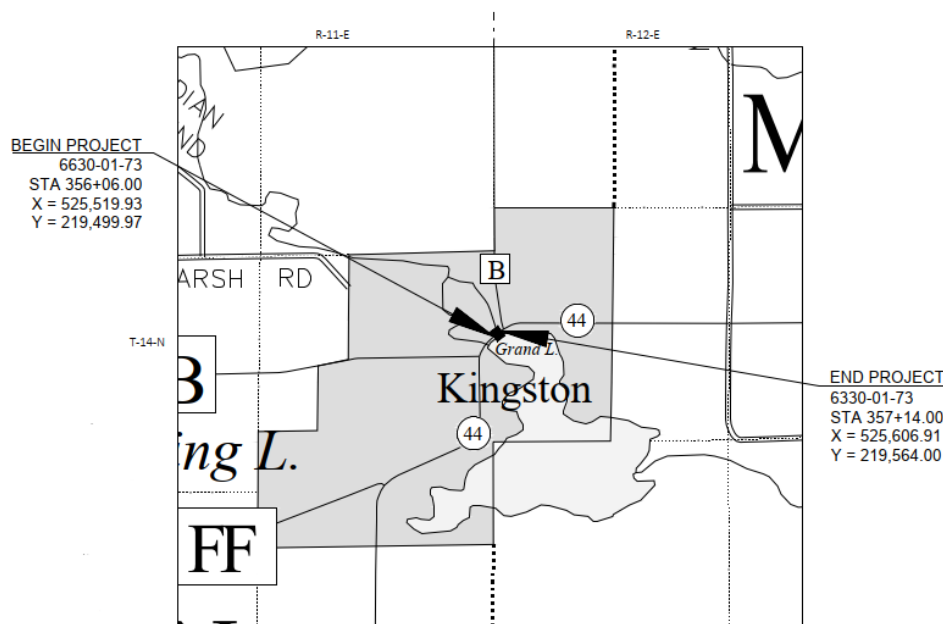 R-11-E
R-12-E
BEGIN PROJECT
6630-01-73
STA 356+06.00
X = 525,519.93
Y = 219,499.97
M
B
ARSH RD
44
T-14-N
Grand L.
B
Kingston
END PROJECT
6330-01-73
STA 357+14.00
X = 525,606.91
Y = 219,564.00
44
ing L.
FF